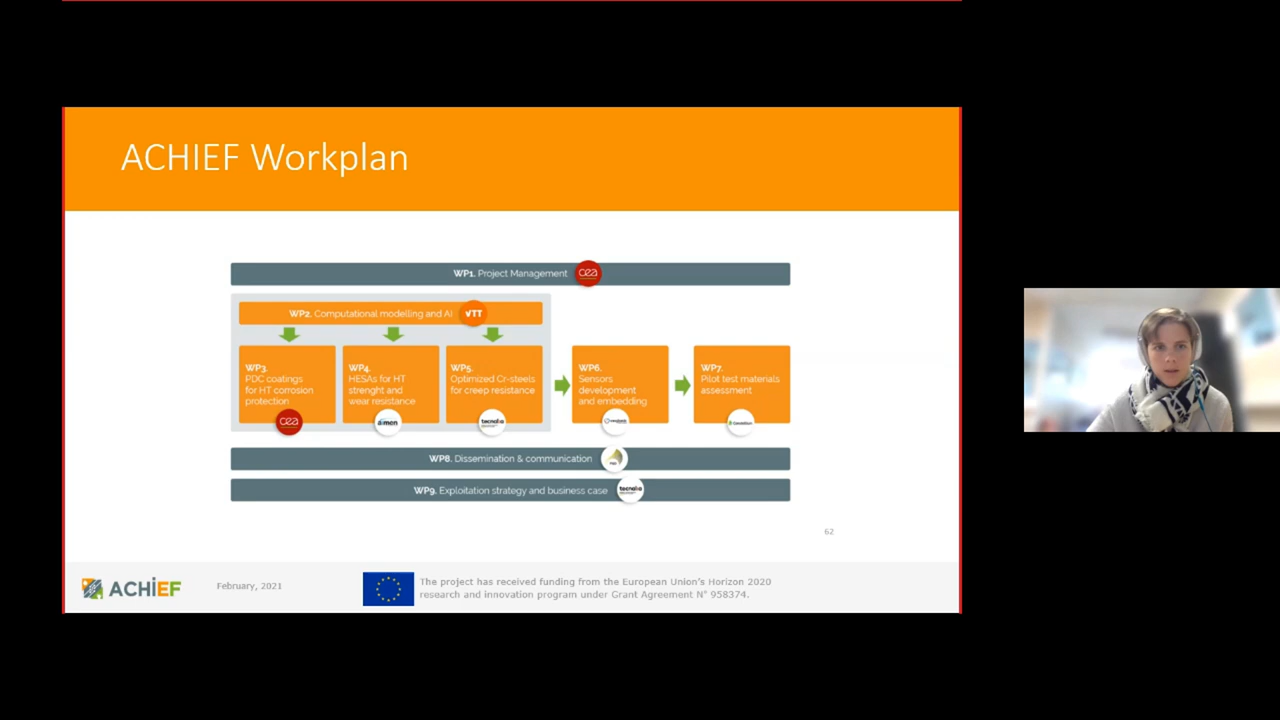 ACHIEF Workplan
WP1. Project Management
cea
WP2. Computational modelling and AI
VTT
WP3.
PDC coatings
for HT corrosion
protection
cea
WP4.
HESAs for HT
strenght and
wear resistance
WP5.
Optimized Cr-steels
for creep resistance
tecnalia
WP6.
Sensors
development
and embedding
WP7.
Pilot test materials
assessment
WP8. Dissemination & communication
WP9. Exploitation strategy and business case
tecnalia
62
ACHIEF
February, 2021
The project has received funding from the European Union's Horizon 2020
research and innovation program under Grant Agreement N° 958374.